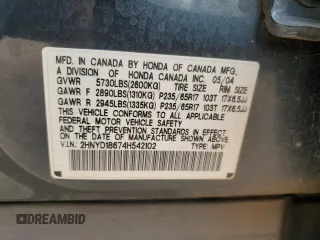 MFD. IN CANADA BY HONDA OF CANADA MFG.,
A DIVISION OF HONDA CANADA INC. 05/04
GVWR 5730LBS(2600KG) TIRE SIZE RIM SIZE
GAWR F 2890LBS(1310KG) P235/65R17 103T 17X6.5JJ
GAWR R 2945LBS(1335KG) P235/65R17 103T 17X6.5JJ
THIS VEHICLE CONFORMS TO ALL APPLICABLE
FEDERAL MOTOR VEHICLE SAFETY STANDARDS IN EFFECT
ON THE DATE OF MANUFACTURE SHOWN ABOVE.
V.I.N.: 2HNYD18674H542102 TYPE: MPV
DREAMBID